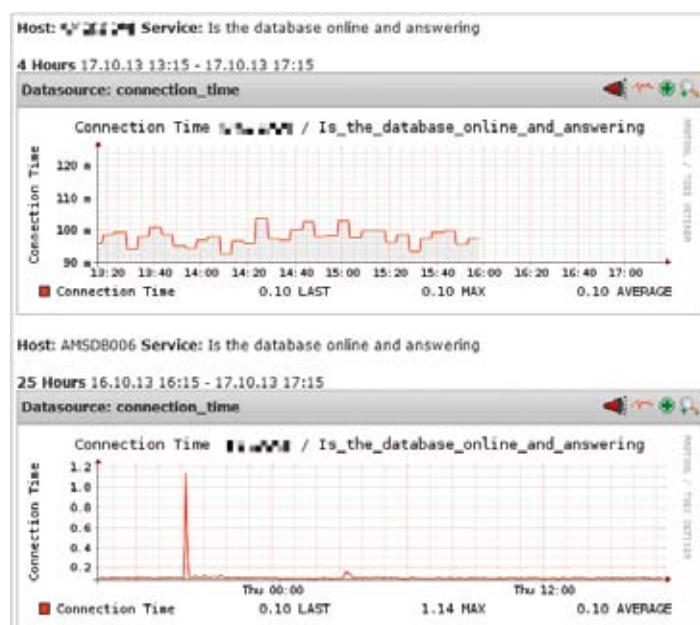 Host: Service: Is the database online and answering
4 Hours 17.10.13 13:15 - 17.10.13 17:15
Datasource: connection_time
Connection Time / Is_the_database_online_and_answering
Connection Time
120 m
110 m
100 m
90 m
13:20 13:40 14:00 14:20 14:40 15:00 15:20 15:40 16:00 16:20 16:40 17:00
Connection Time 0.10 LAST 0.10 MAX 0.10 AVERAGE
Host: AMSDB006 Service: Is the database online and answering
25 Hours 16.10.13 16:15 - 17.10.13 17:15
Datasource: connection_time
Connection Time / Is_the_database_online_and_answering
Connection Time
1.2
1.0
0.8
0.6
0.4
0.2
Thu 00:00 Thu 12:00
Connection Time 0.10 LAST 1.14 MAX 0.10 AVERAGE